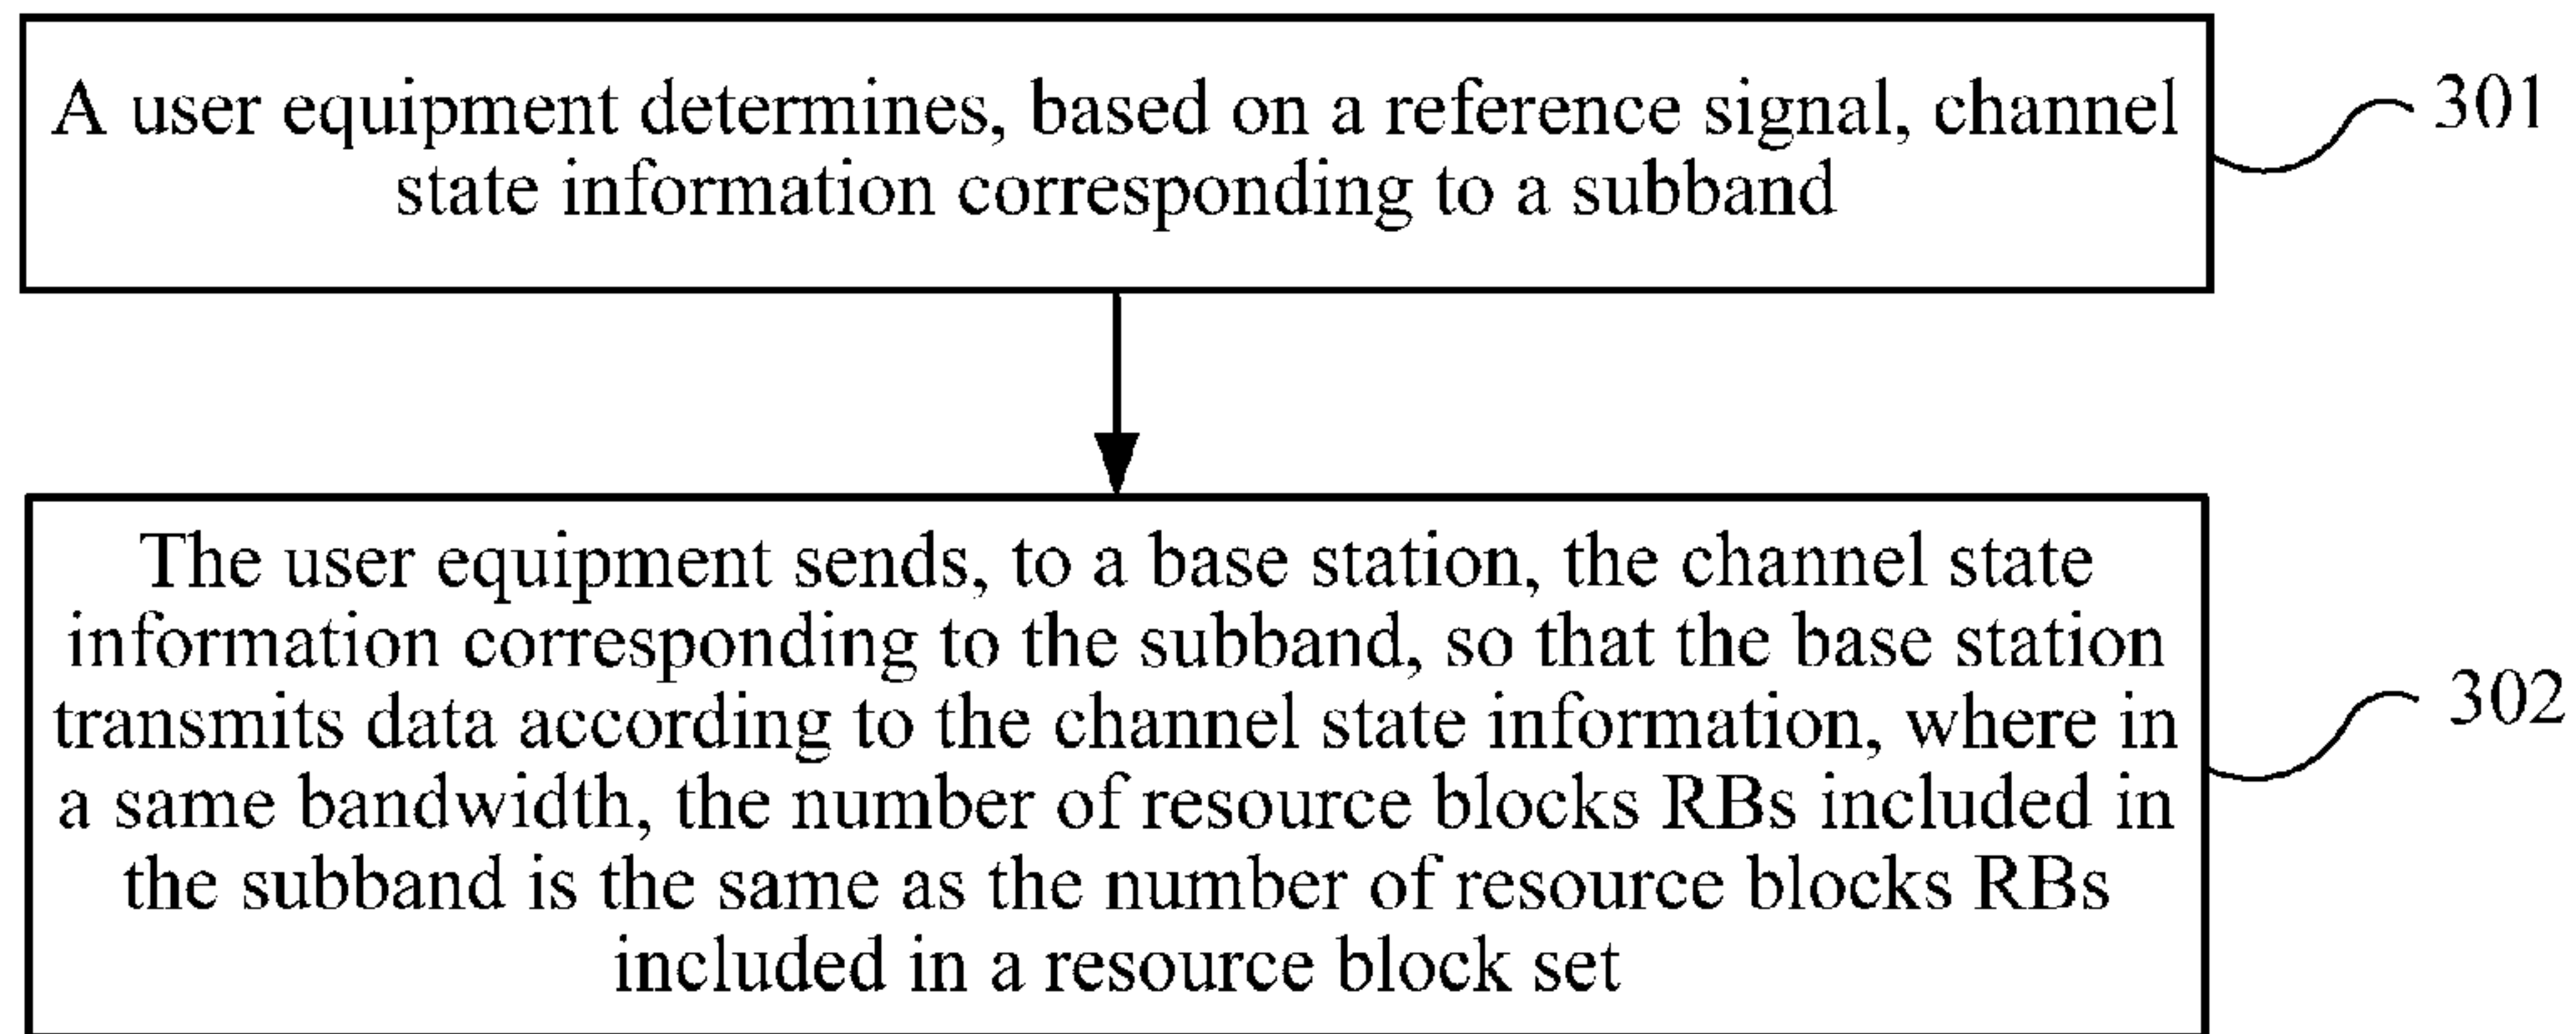 A user equipment determines, based on a reference signal, channel
state information corresponding to a subband
301
The user equipment sends, to a base station, the channel state
information corresponding to the subband, so that the base station
transmits data according to the channel state information, where in
a same bandwidth, the number of resource blocks RBs included in
the subband is the same as the number of resource blocks RBs
included in a resource block set
302